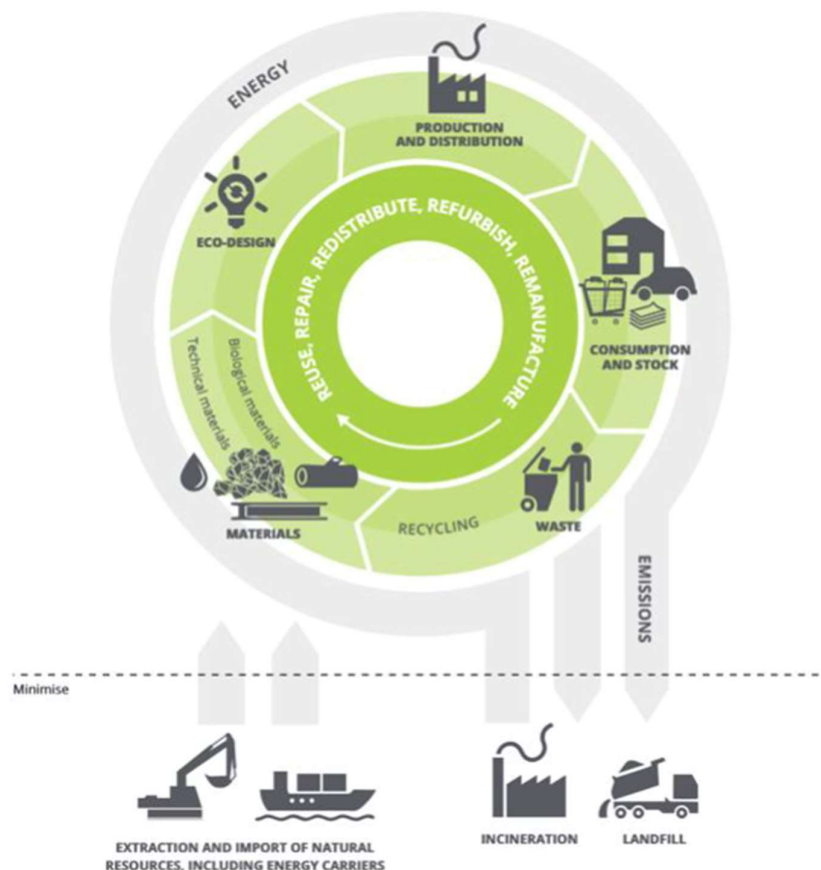 ENERGY
PRODUCTION
AND DISTRIBUTION
ECO-DESIGN
REUSE, REPAIR, REDISTRIBUTE, REFURBISH, REMANUFACTURE
CONSUMPTION
AND STOCK
Technical materials
Biological materials
MATERIALS
RECYCLING
WASTE
EMISSIONS
Minimise
EXTRACTION AND IMPORT OF NATURAL
RESOURCES, INCLUDING ENERGY CARRIERS
INCINERATION
LANDFILL